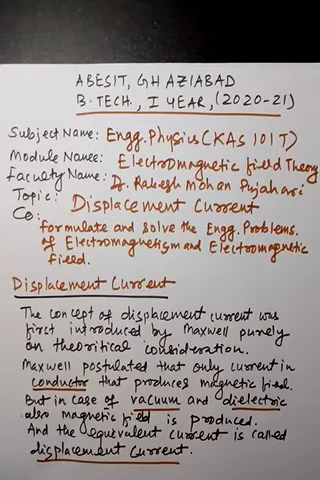 ABESIT, GHAZIABAD
B.TECH., I YEAR, (2020-21)
Subject Name: Engg. Physics (KAS 101T)
Module Name: Electromagnetic field Theory
Faculty Name: Dr. Rakesh Mohan Pujahari
Topic: Displacement Current
CO: formulate and solve the Engg. Problems
of Electromagnetism and Electromagnetic
field.
Displacement Current
The concept of displacement current was
first introduced by Maxwell purely
on theoritical consideration.
Maxwell postulated that only current in
conductor that produces magnetic field.
But in case of vacuum and dielectric
also magnetic field is produced.
And the equivalent current is called
displacement current.